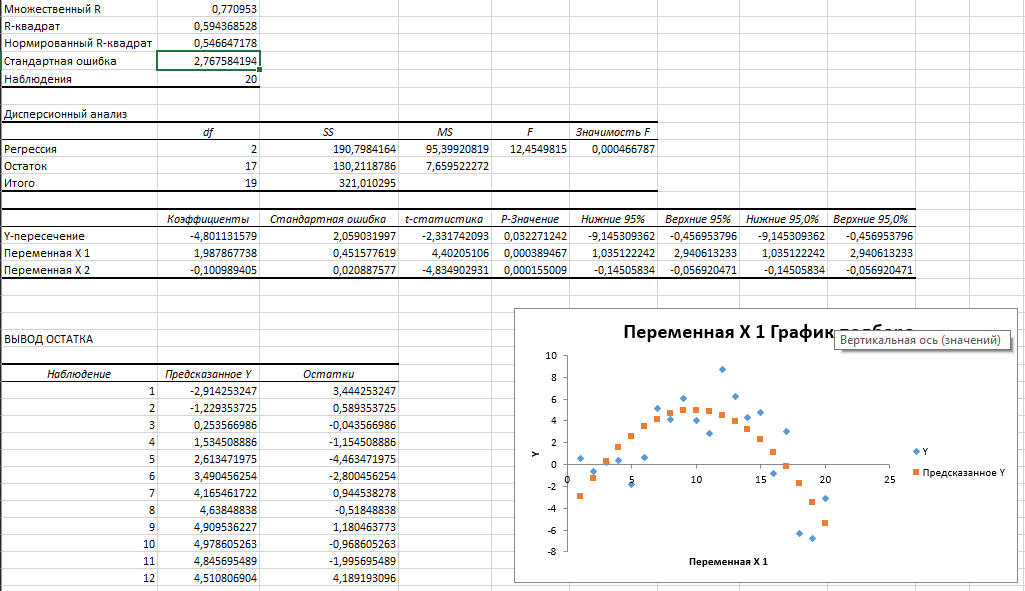 Множественный R 0,770953
R-квадрат 0,594368528
Нормированный R-квадрат 0,546647178
Стандартная ошибка 2,767584194
Наблюдения 20
Дисперсионный анализ
df SS MS F Значимость F
Регрессия 2 190,7984164 95,39920819 12,4549815 0,000466787
Остаток 17 130,2118786 7,659522272
Итого 19 321,010295
Коэффициенты Стандартная ошибка t-статистика P-Значение Нижние 95% Верхние 95% Нижние 95,0% Верхние 95,0%
Y-пересечение -4,801131579 2,059031997 -2,331742093 0,032271242 -9,145309362 -0,456953796 -9,145309362 -0,456953796
Переменная X 1 1,987867738 0,451577619 4,40205106 0,000389467 1,035122242 2,940613233 1,035122242 2,940613233
Переменная X 2 -0,100989405 0,020887577 -4,834902931 0,000155009 -0,14505834 -0,056920471 -0,14505834 -0,056920471
ВЫВОД ОСТАТКА
Наблюдение Предсказанное Y Остатки
1 -2,914253247 3,444253247
2 -1,229353725 0,589353725
3 0,253566986 -0,043566986
4 1,534508886 -1,154508886
5 2,613471975 -4,463471975
6 3,490456254 -2,800456254
7 4,165461722 0,944538278
8 4,63848838 -0,51848838
9 4,909536227 1,180463773
10 4,978605263 -0,968605263
11 4,845695489 -1,995695489
12 4,510806904 4,189193096
Переменная X 1 График
Вертикальная ось (значений)
10
8
6
4
2
0
-2
-4
-6
-8
0 5 10 15 20 25
Y
Переменная X 1
Y
Предсказанное Y